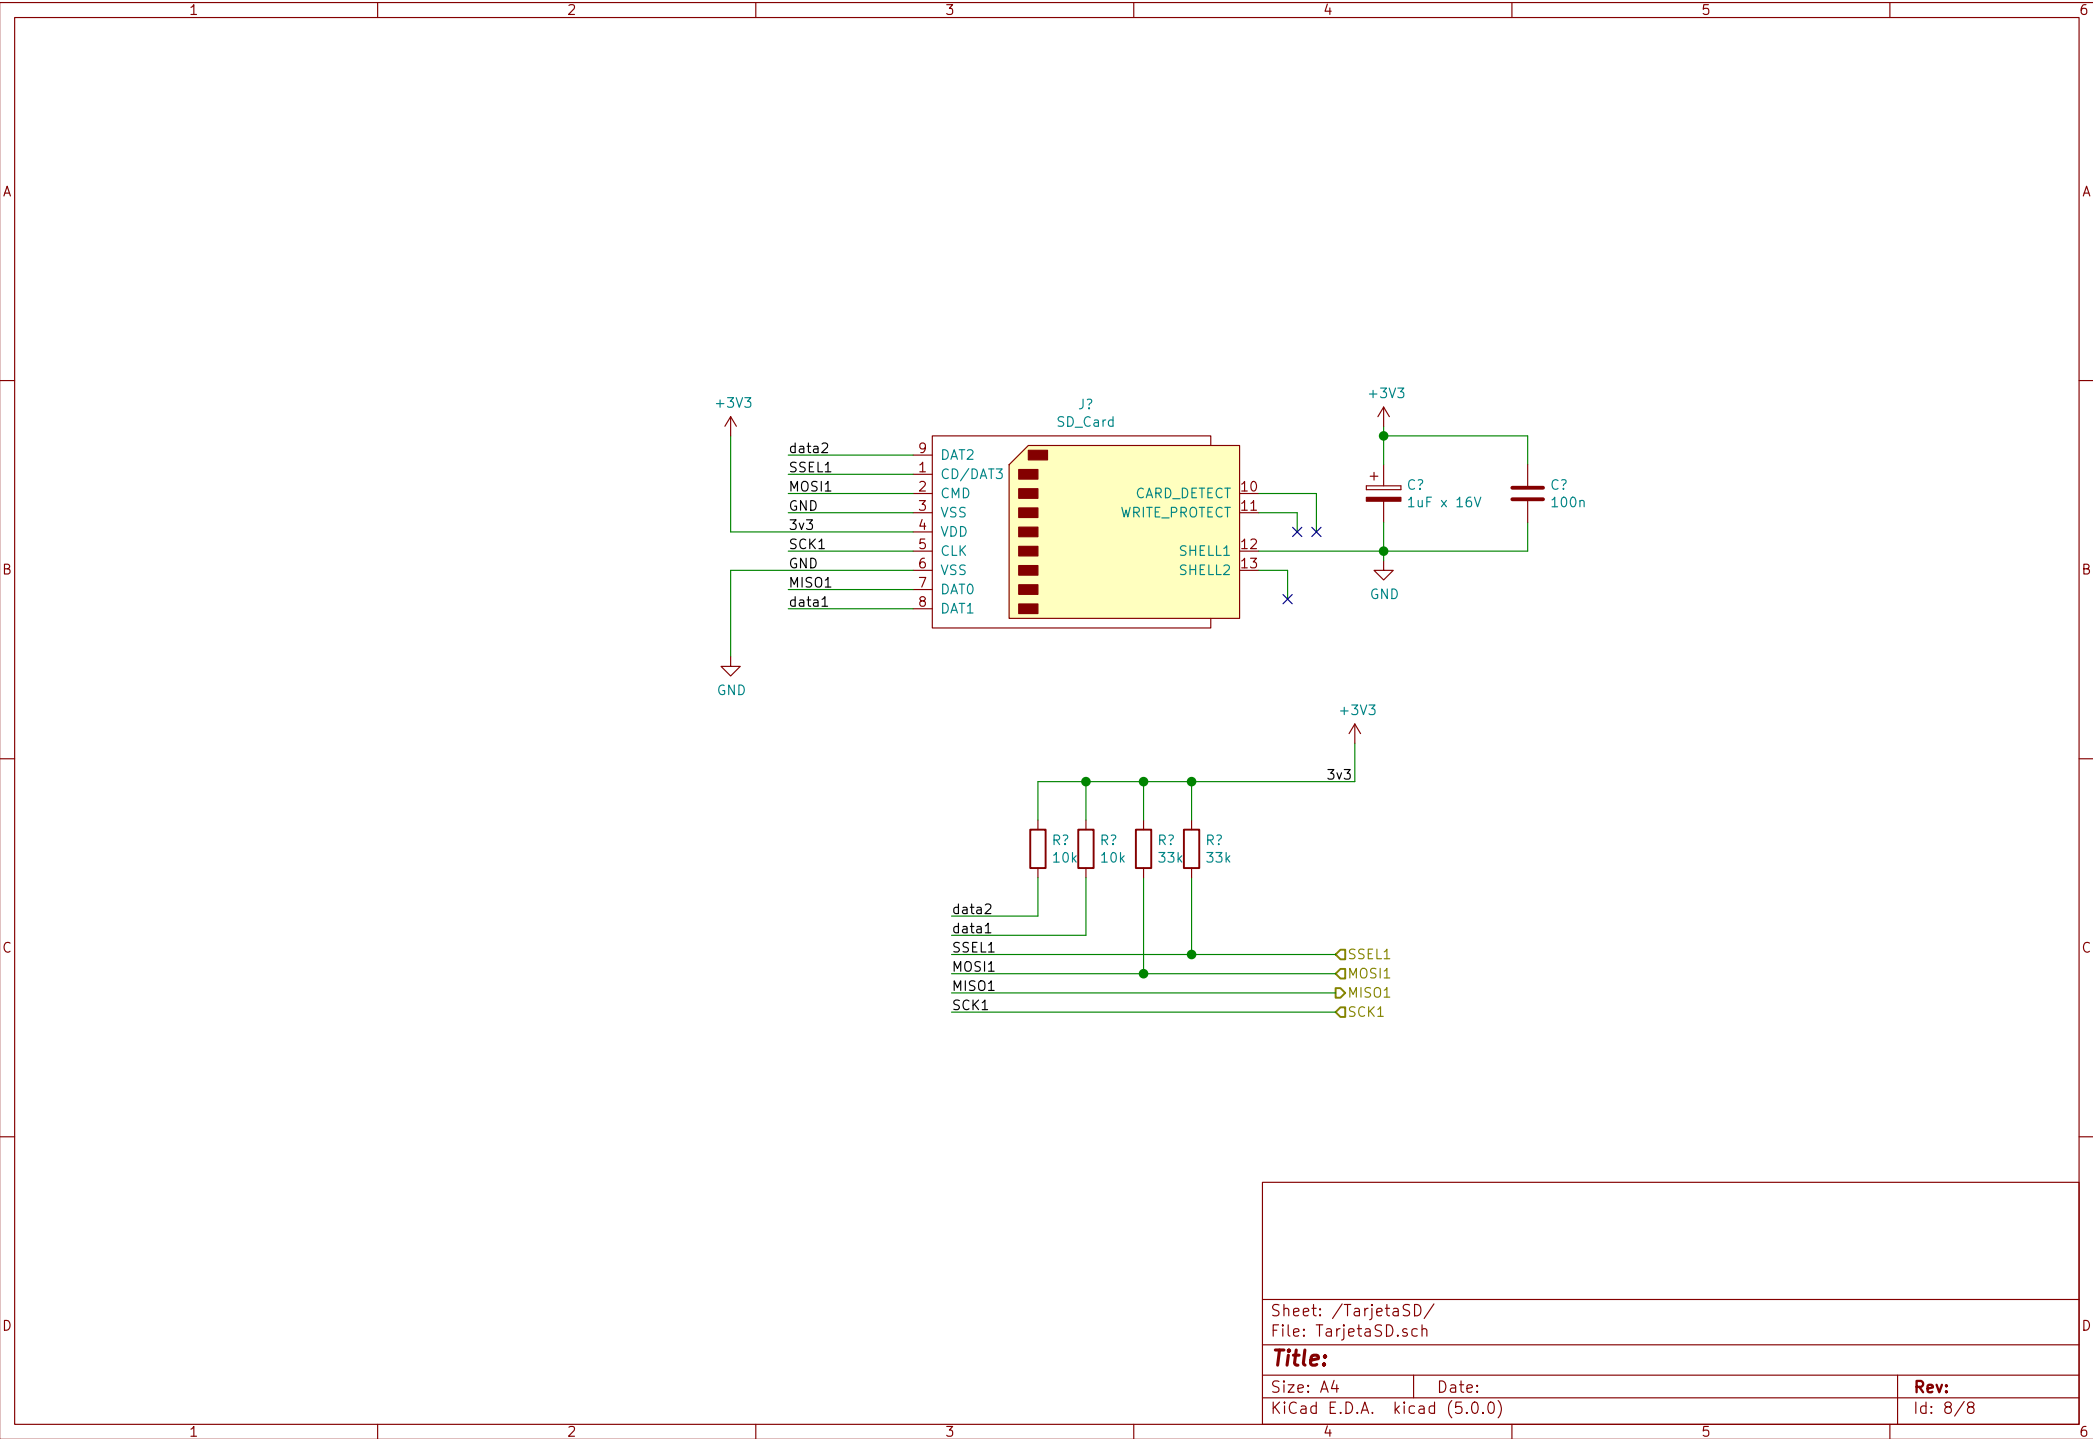 1 2 3 4 5 6
A A
+3V3
+3V3
J?
SD_Card
data2 9 DAT2
SSEL1 1 CD/DAT3
MOSI1 2 CMD
GND 3 VSS
3v3 4 VDD
SCK1 5 CLK
GND 6 VSS
MISO1 7 DAT0
data1 8 DAT1
CARD_DETECT 10
WRITE_PROTECT 11
SHELL1 12
SHELL2 13
+
C?
1uF x 16V
C?
100n
GND
B B
GND
+3V3
3v3
R? R? R? R?
10k 10k 33k 33k
data2
data1
SSEL1 SSEL1
MOSI1 MOSI1
MISO1 MISO1
SCK1 SCK1
C C
Sheet: /TarjetaSD/
File: TarjetaSD.sch
Title:
Size: A4 Date: Rev:
KiCad E.D.A. kicad (5.0.0) Id: 8/8
D D
1 2 3 4 5 6